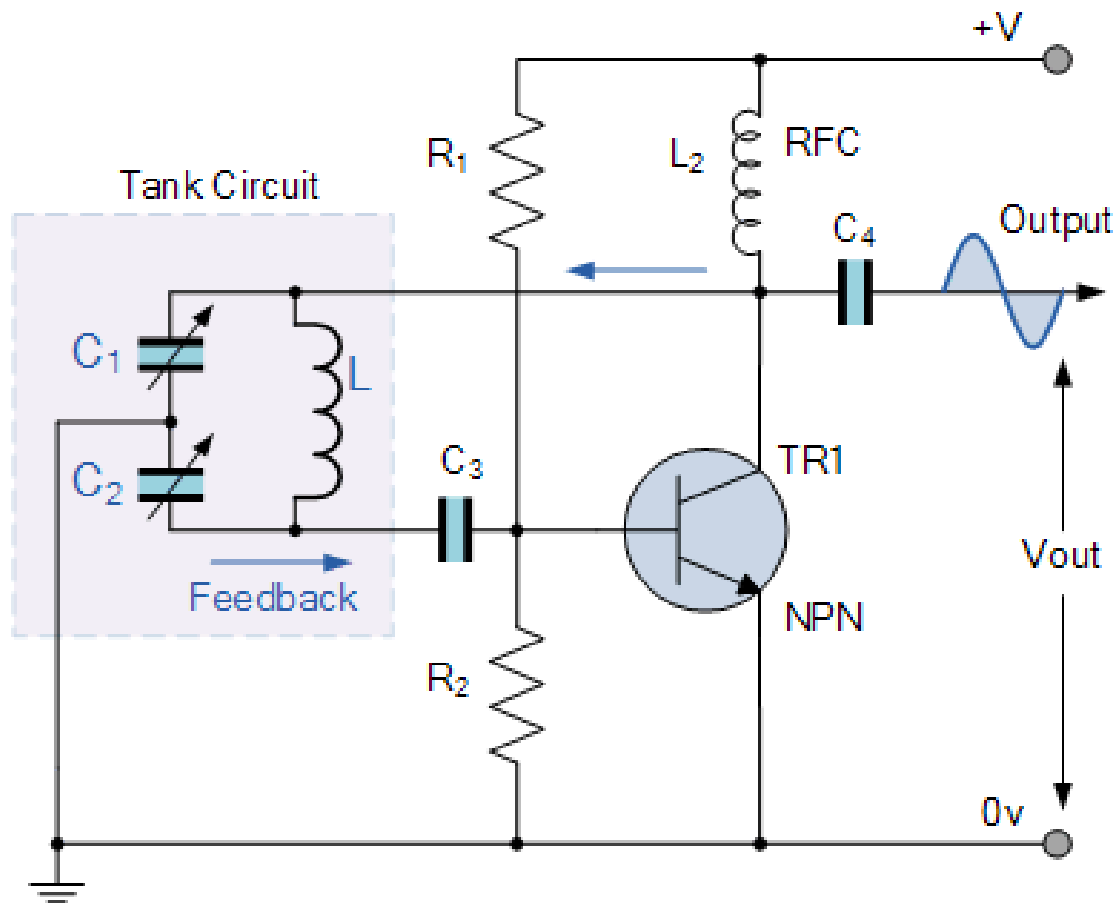 +V
R₁
L₂
RFC
Tank Circuit
C₄
Output
C₁
L
C₂
C₃
TR1
Vout
Feedback
NPN
R₂
0v